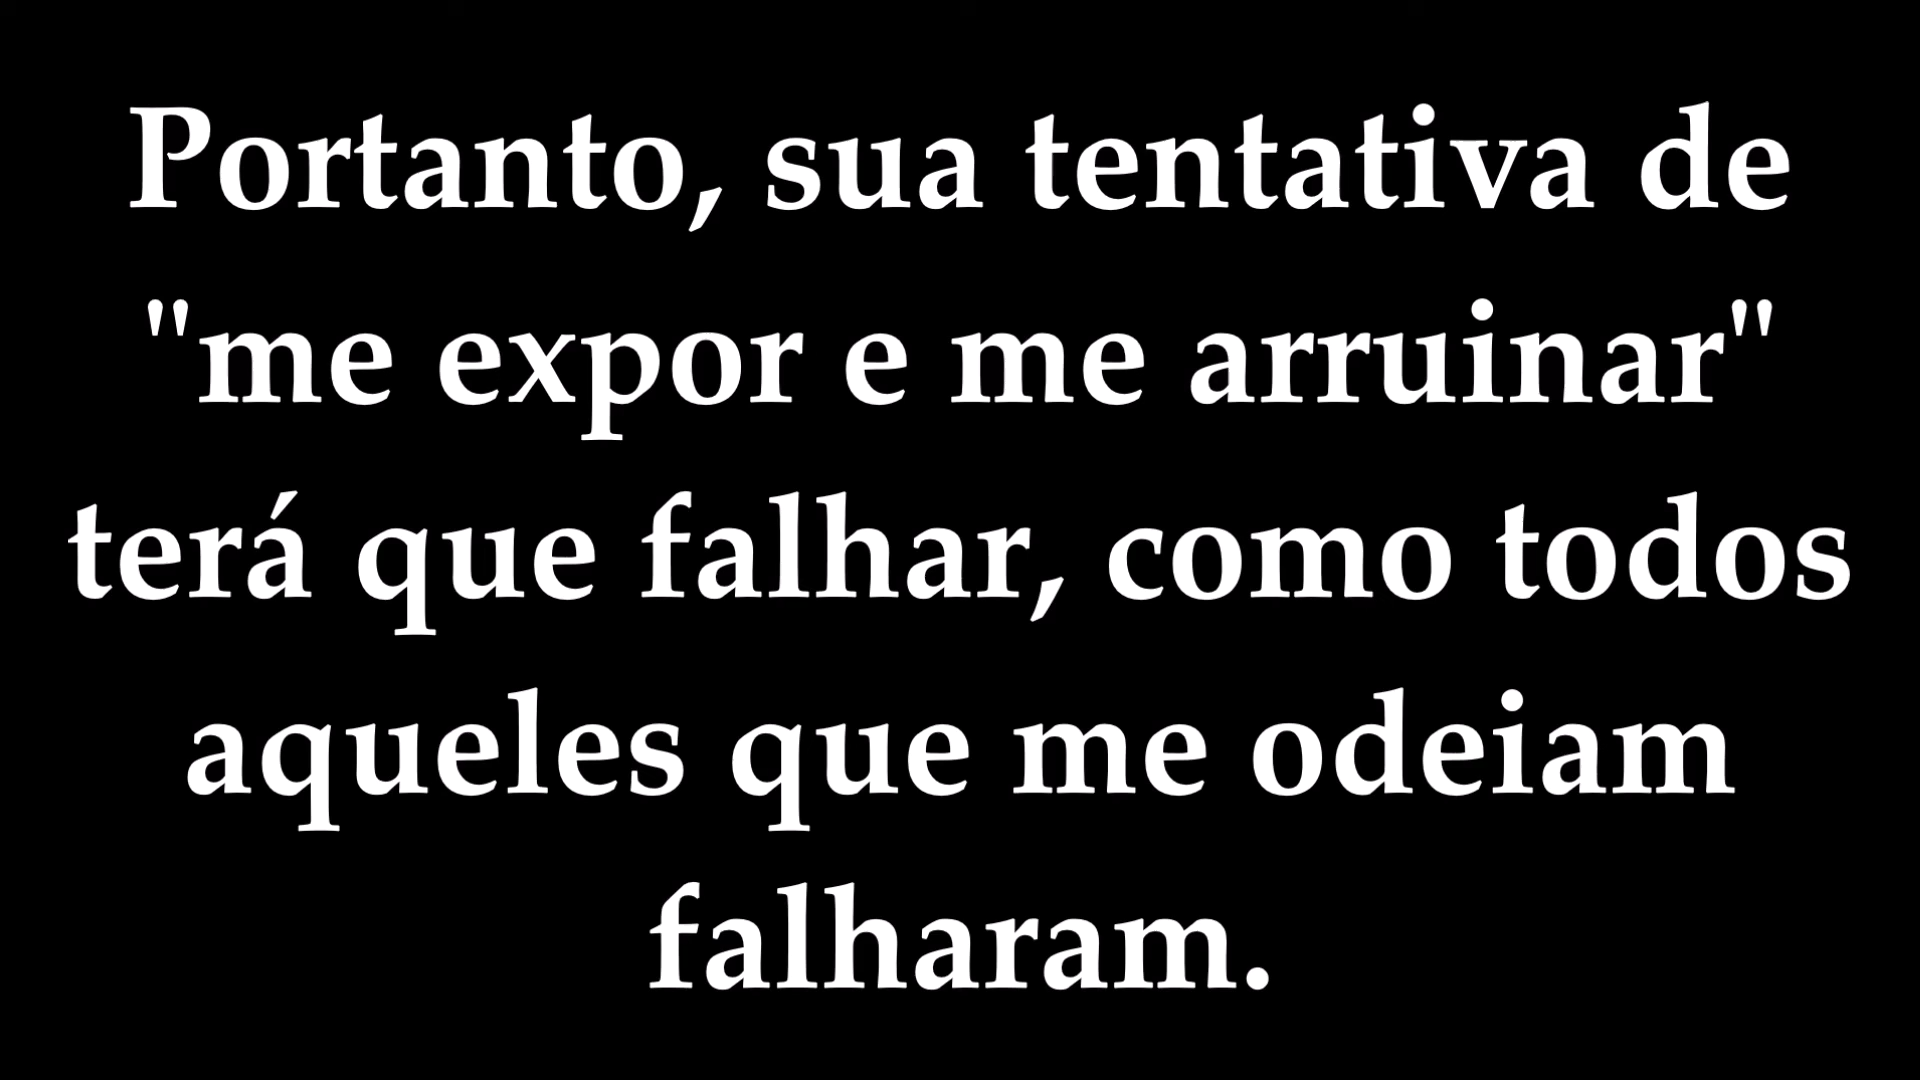 Portanto, sua tentativa de
"me expor e me arruinar"
terá que falhar, como todos
aqueles que me odeiam
falharam.